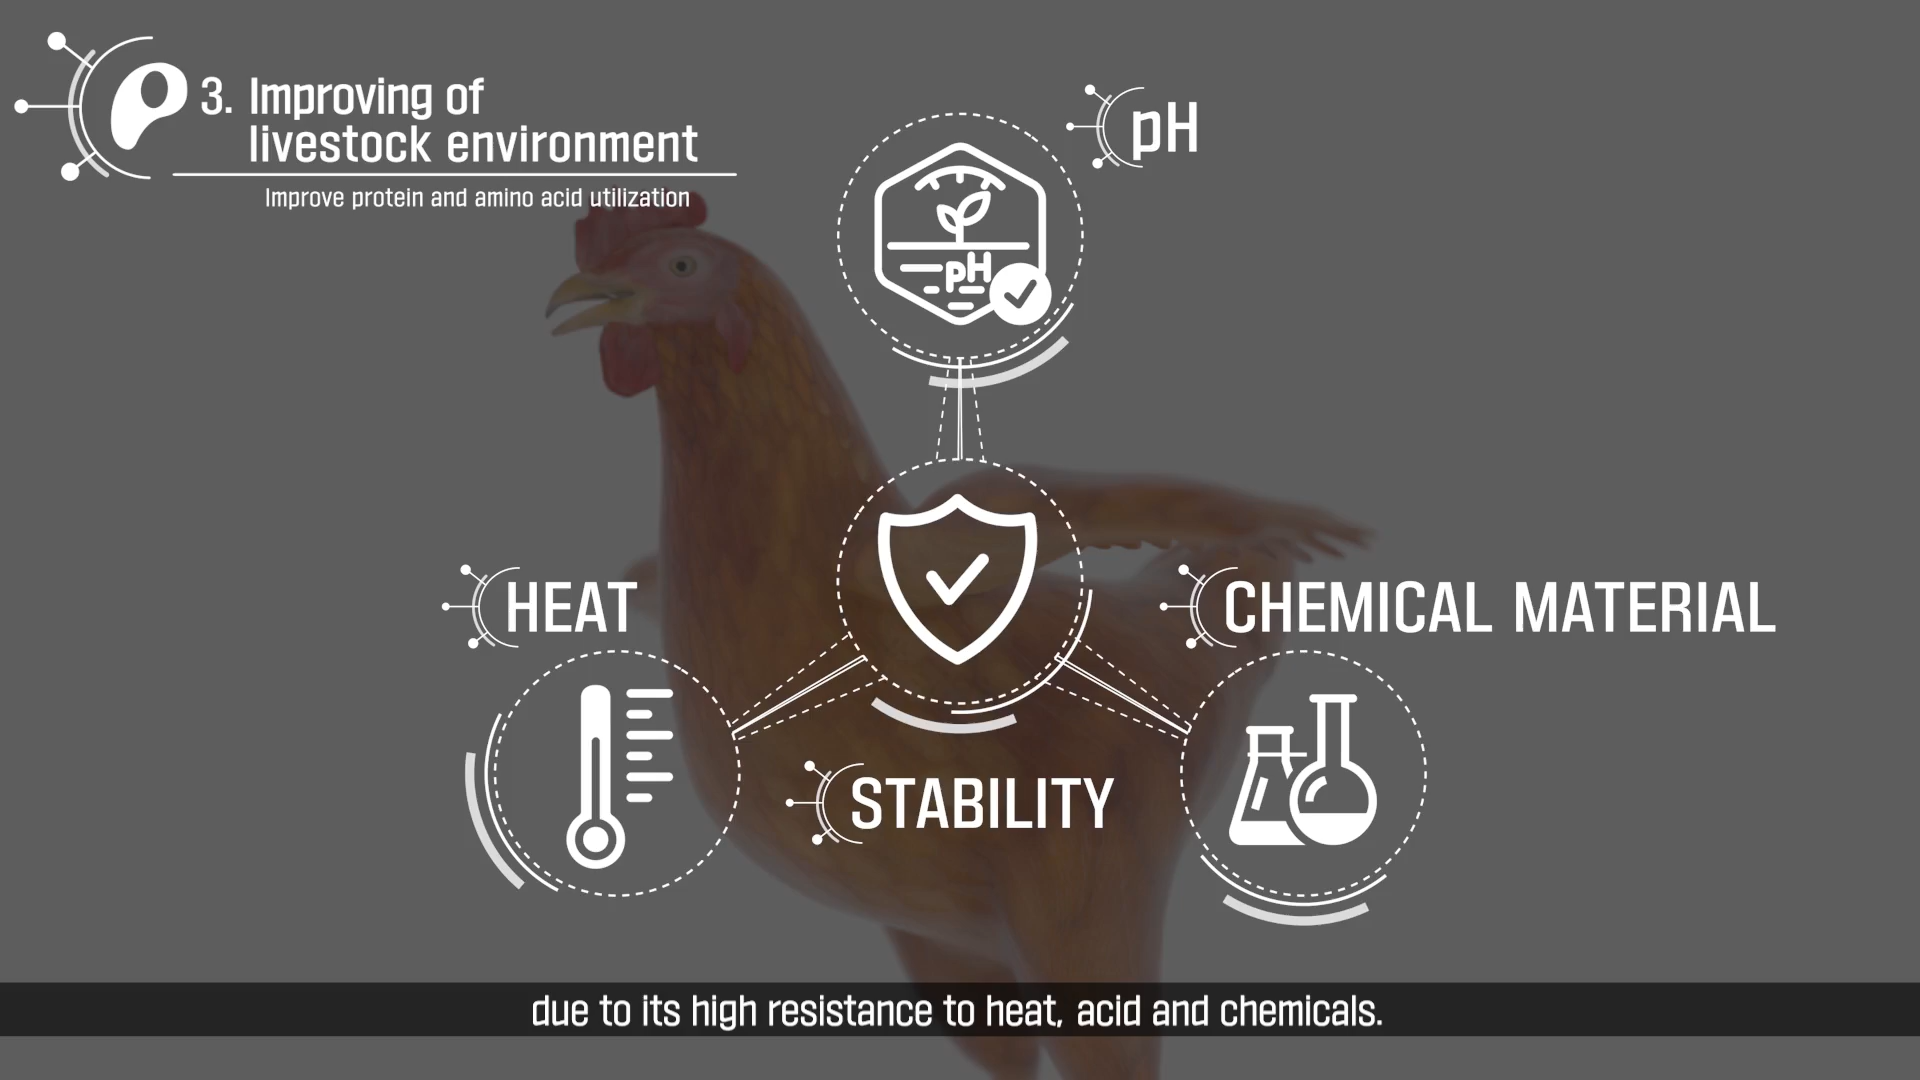 3. Improving of
livestock environment
Improve protein and amino acid utilization
pH
pH
HEAT
CHEMICAL MATERIAL
STABILITY
due to its high resistance to heat, acid and chemicals.